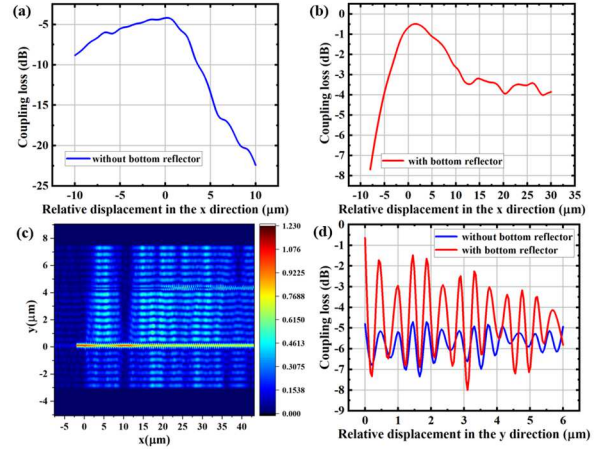 (a)
Coupling loss (dB)
-5
-10
-15
-20
-25
-15 -10 -5 0 5 10 15
without bottom reflector
Relative displacement in the x direction (μm)
(b)
Coupling loss (dB)
0
-1
-2
-3
-4
-5
-6
-7
-8
-10 -5 0 5 10 15 20 25 30 35
with bottom reflector
Relative displacement in the x direction (μm)
(c)
y(μm)
8
6
4
2
0
-2
-4
-5 0 5 10 15 20 25 30 35 40
x(μm)
1.230
1.0765
0.9225
0.7688
0.6150
0.4613
0.3075
0.1538
0.000
(d)
Coupling loss (dB)
0
-1
-2
-3
-4
-5
-6
-7
-8
-9
0 1 2 3 4 5 6
without bottom reflector
with bottom reflector
Relative displacement in the y direction (μm)